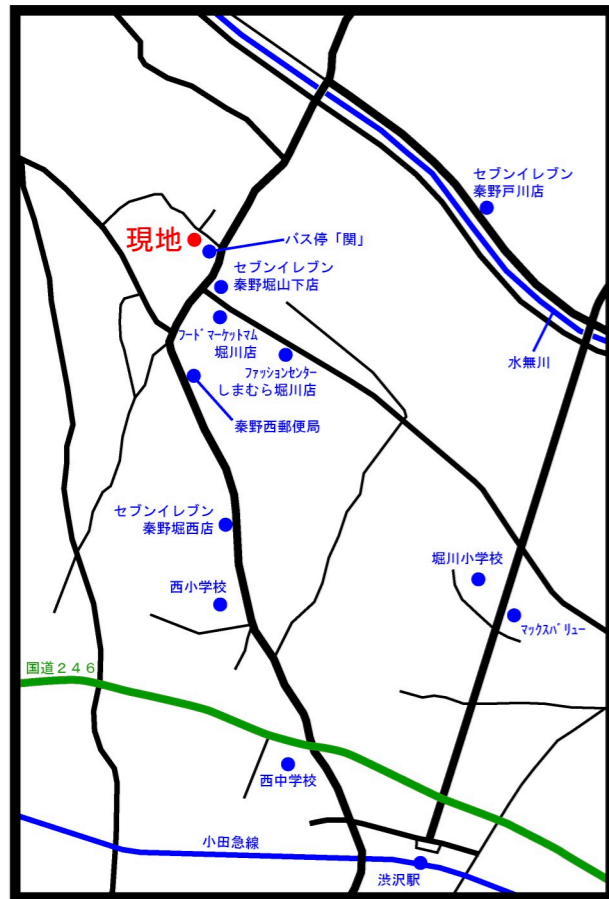 セブンイレブン
秦野戸川店
現地
バス停「関」
セブンイレブン
秦野堀山下店
フードマーケットマム
堀川店
水無川
ファッションセンター
しまむら堀川店
秦野西郵便局
セブンイレブン
秦野堀西店
堀川小学校
西小学校
マックスバリュー
国道246
西中学校
小田急線
渋沢駅